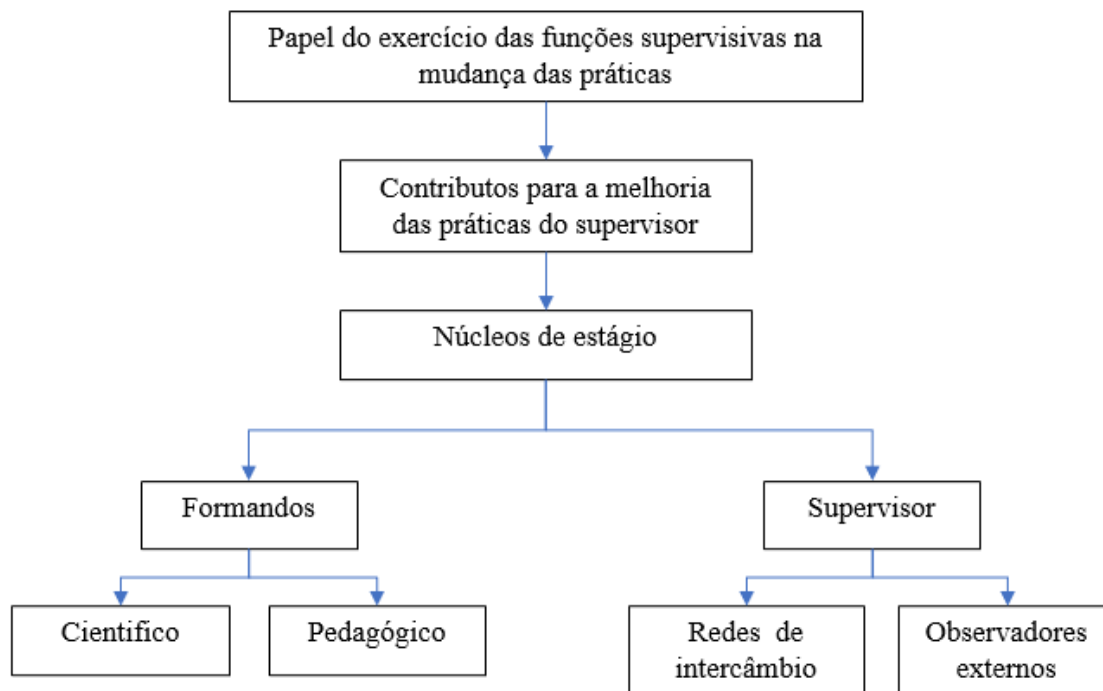 Papel do exercício das funções supervisivas na
mudança das práticas
Contributos para a melhoria
das práticas do supervisor
Núcleos de estágio
Formandos
Supervisor
Cientifico
Pedagógico
Redes de
intercâmbio
Observadores
externos